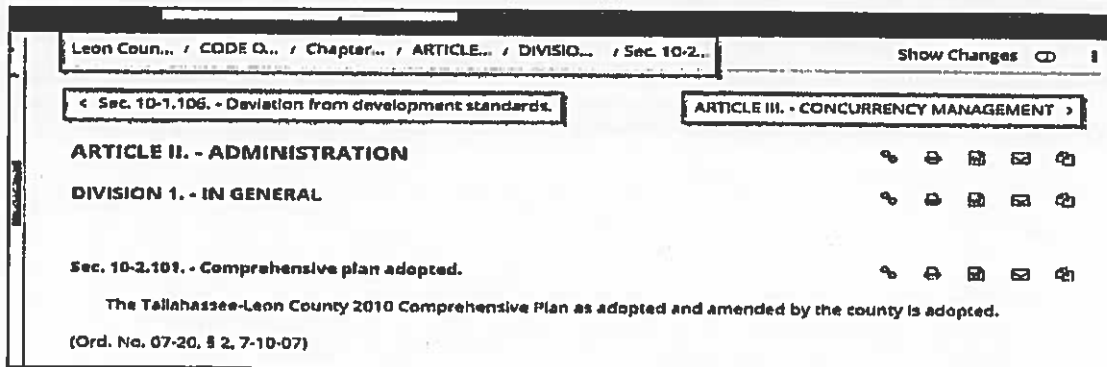 Leon Coun... / CODE O... / Chapter... / ARTICLE... / DIVISIO... / Sec. 10-2...
Show Changes
< Sec. 10-1.106. - Deviation from development standards.
ARTICLE III. - CONCURRENCY MANAGEMENT >
ARTICLE II. - ADMINISTRATION
DIVISION 1. - IN GENERAL
Sec. 10-2.101. - Comprehensive plan adopted.
The Tallahassee-Leon County 2010 Comprehensive Plan as adopted and amended by the county is adopted.
(Ord. No. 07-20, § 2, 7-10-07)